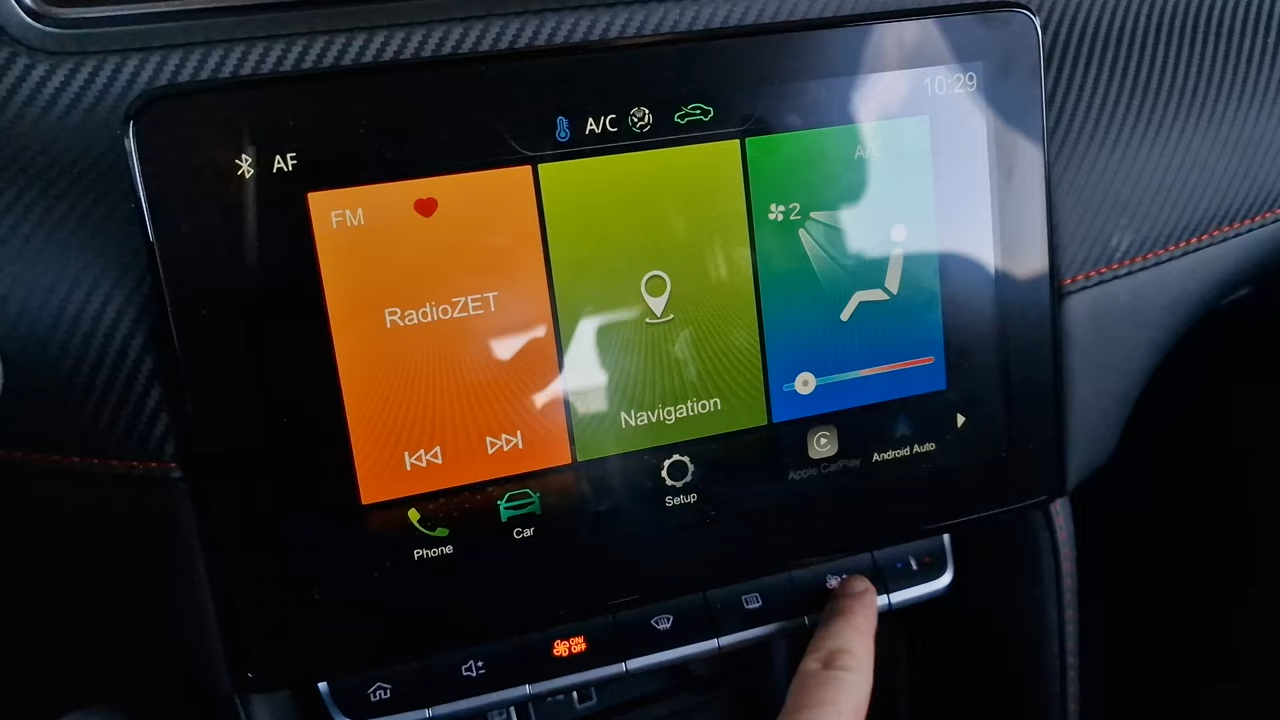 10:29
A/C
AF
A/C
FM
2
RadioZET
Navigation
Apple CarPlay
Android Auto
Setup
Car
Phone
ON/
OFF